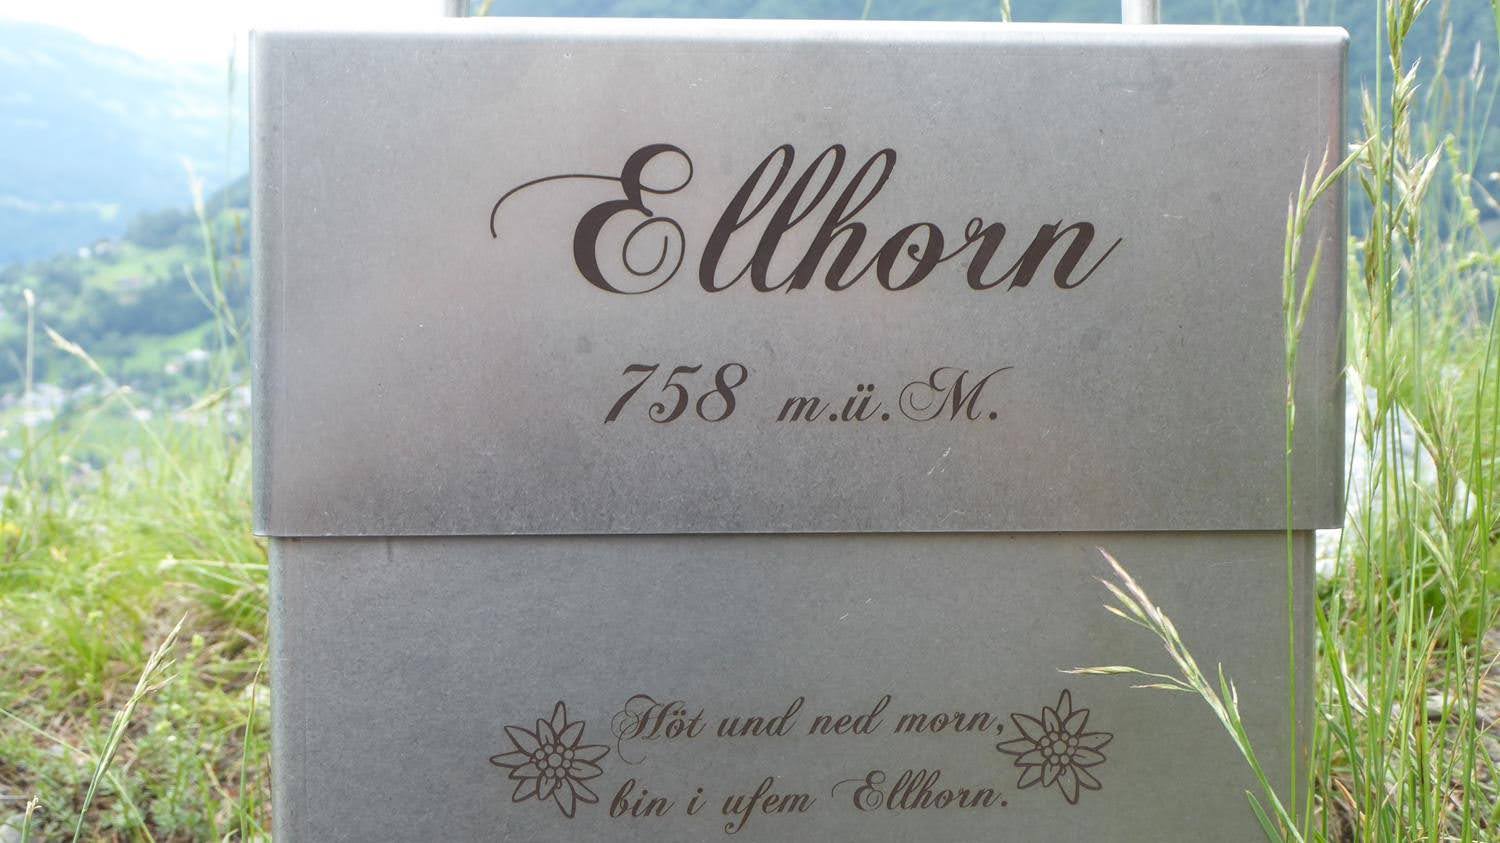 Ellhorn
758 m.ü.M.
Höt und ned morn,
bin i ufem Ellhorn.